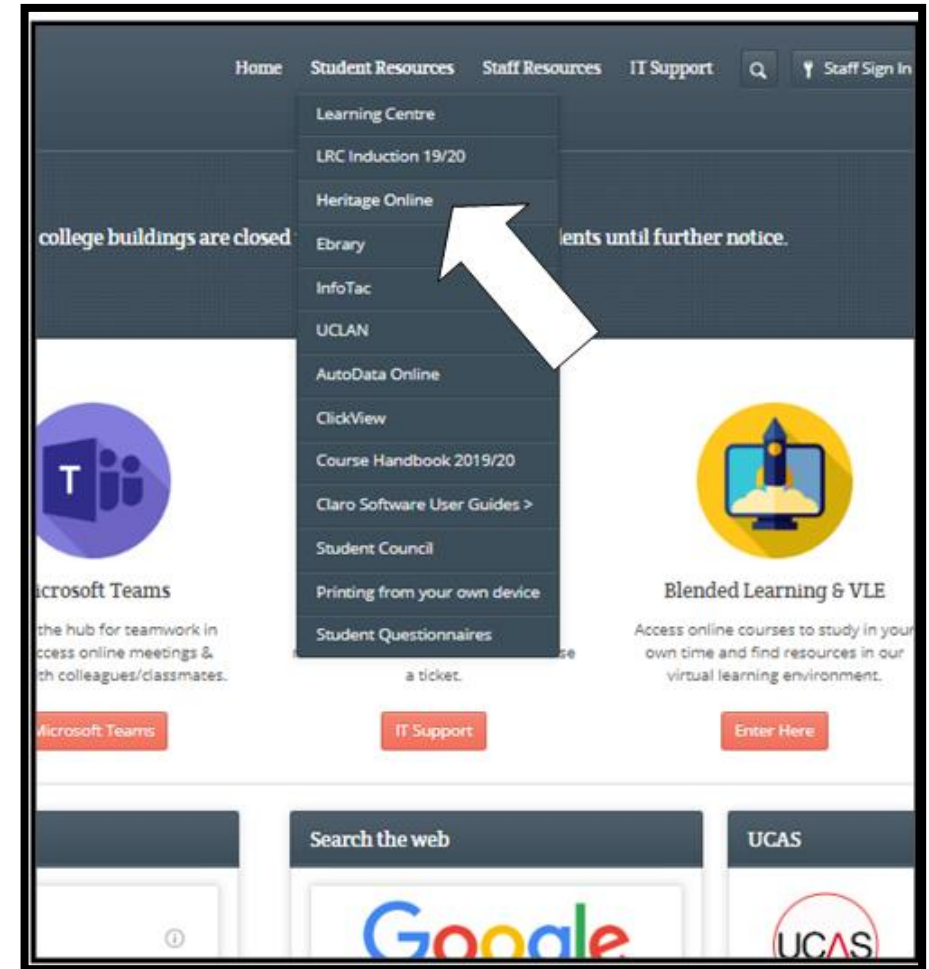 Home Student Resources Staff Resources IT Support Staff Sign In
Learning Centre
LRC Induction 19/20
Heritage Online
college buildings are closed until further notice.
Ebrary
InfoTac
UCLAN
AutoData Online
ClickView
Course Handbook 2019/20
Claro Software User Guides >
Student Council
Printing from your own device
Student Questionnaires
T
Microsoft Teams
the hub for teamwork in
online meetings &
colleagues/classmates.
Microsoft Teams
a ticket.
IT Support
Blended Learning & VLE
Access online courses to study in your
own time and find resources in our
virtual learning environment.
Enter Here
Search the web
Google
UCAS
UCAS